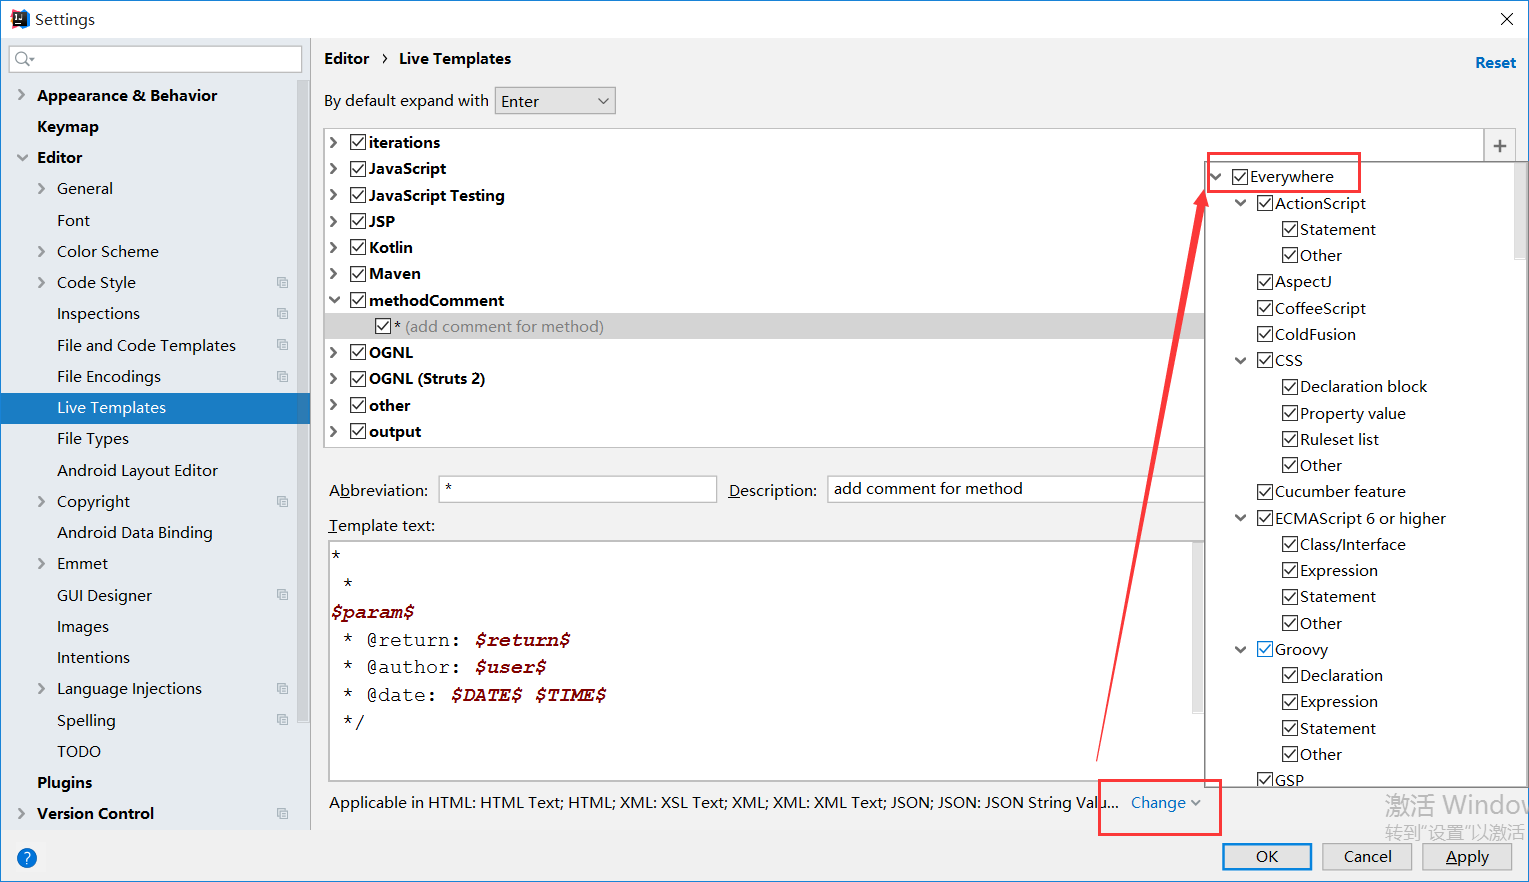 Settings
Appearance & Behavior
Keymap
Editor
General
Font
Color Scheme
Code Style
Inspections
File and Code Templates
File Encodings
Live Templates
File Types
Android Layout Editor
Copyright
Android Data Binding
Emmet
GUI Designer
Images
Intentions
Language Injections
Spelling
TODO
Plugins
Version Control
?
Editor › Live Templates
Reset
By default expand with Enter
iterations
JavaScript
JavaScript Testing
JSP
Kotlin
Maven
methodComment
* (add comment for method)
OGNL
OGNL (Struts 2)
other
output
+
Everywhere
ActionScript
Statement
Other
AspectJ
CoffeeScript
ColdFusion
CSS
Declaration block
Property value
Ruleset list
Other
Cucumber feature
ECMAScript 6 or higher
Class/Interface
Expression
Statement
Other
Groovy
Declaration
Expression
Statement
Other
GSP
Abbreviation: * Description: add comment for method
Template text:
*
 *
$param$
 * @return: $return$
 * @author: $user$
 * @date: $DATE$ $TIME$
 */
Applicable in HTML: HTML Text; HTML; XML: XSL Text; XML; XML: XML Text; JSON; JSON: JSON String Valu... Change
激活 Window
转到“设置”以激活
OK Cancel Apply